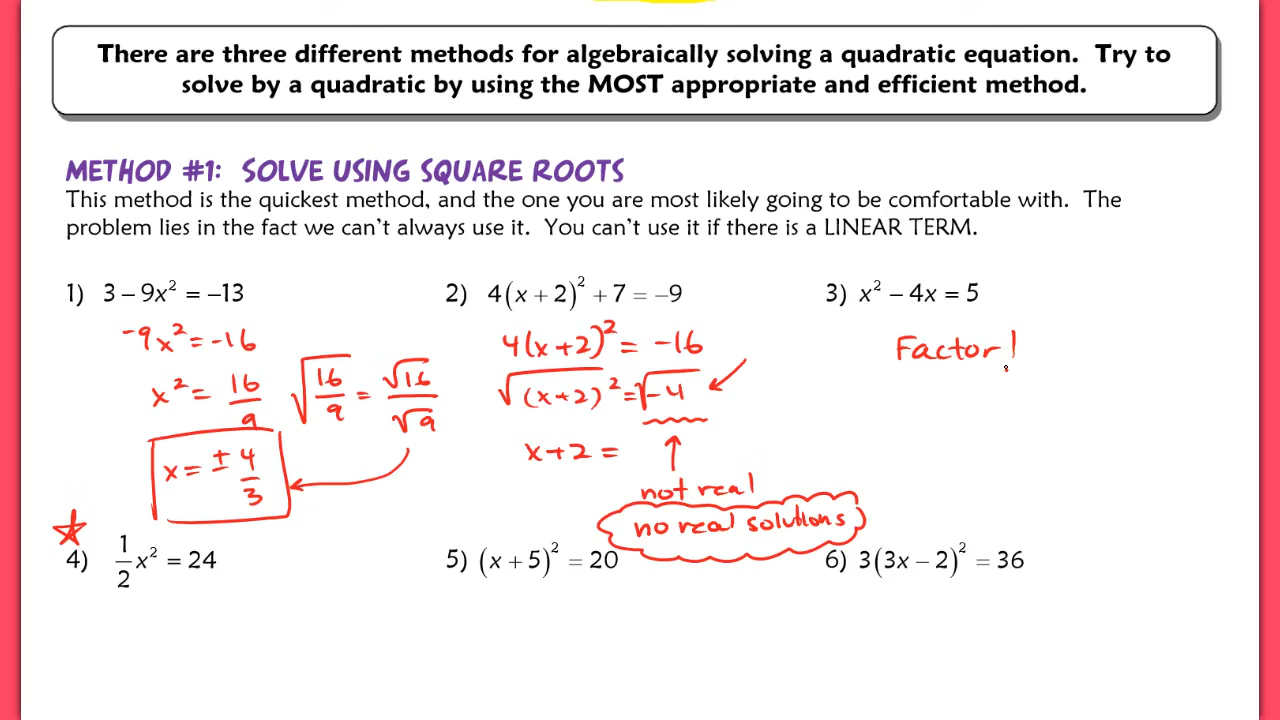 There are three different methods for algebraically solving a quadratic equation. Try to
solve by a quadratic by using the MOST appropriate and efficient method.
METHOD #1: SOLVE USING SQUARE ROOTS
This method is the quickest method, and the one you are most likely going to be comfortable with. The
problem lies in the fact we can't always use it. You can't use it if there is a LINEAR TERM.
1) 3 – 9x² = –13
-9x² = -16
x² = 16/9 √(16/9) = √16/√9
x = ± 4/3
2) 4(x + 2)² + 7 = –9
4(x+2)² = -16
√(x+2)² = √-4
x+2 =
not real
no real solutions
3) x² – 4x = 5
Factor!
★
4) 1/2 x² = 24
5) (x + 5)² = 20
6) 3(3x – 2)² = 36